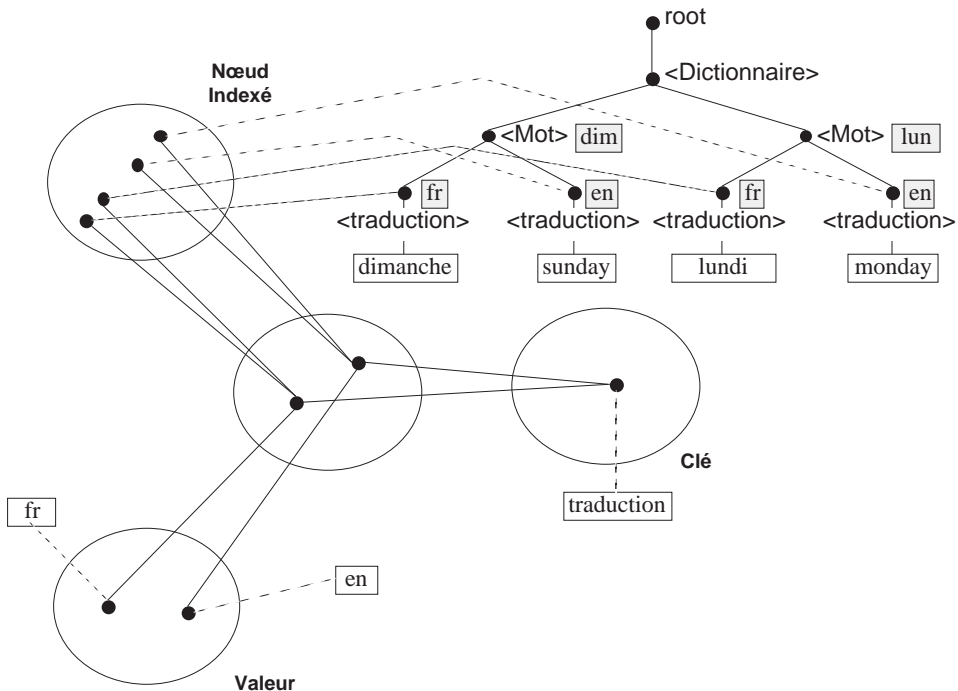 root
<Dictionnaire>
Nœud
Indexé
<Mot> dim
<Mot> lun
fr en fr en
<traduction> <traduction> <traduction> <traduction>
dimanche sunday lundi monday
Clé
traduction
fr
en
Valeur